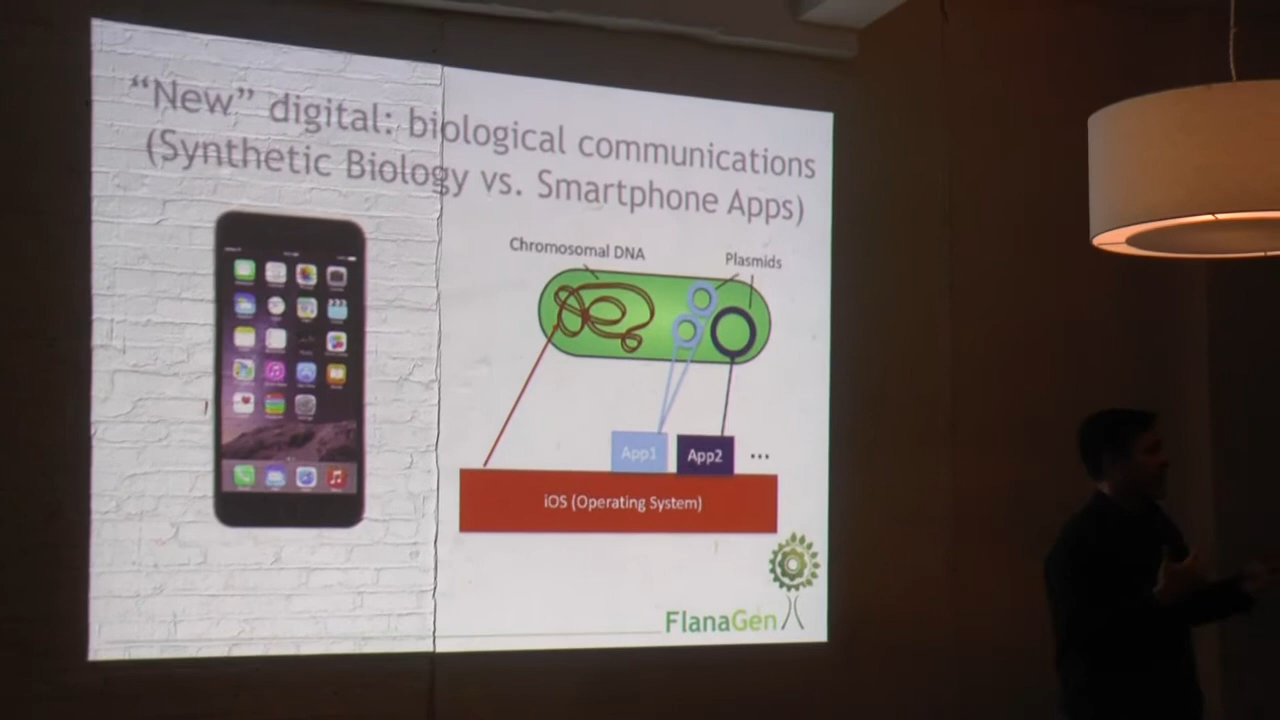 “New” digital: biological communications
(Synthetic Biology vs. Smartphone Apps)
Chromosomal DNA
Plasmids
App1
App2
...
iOS (Operating System)
FlanaGen